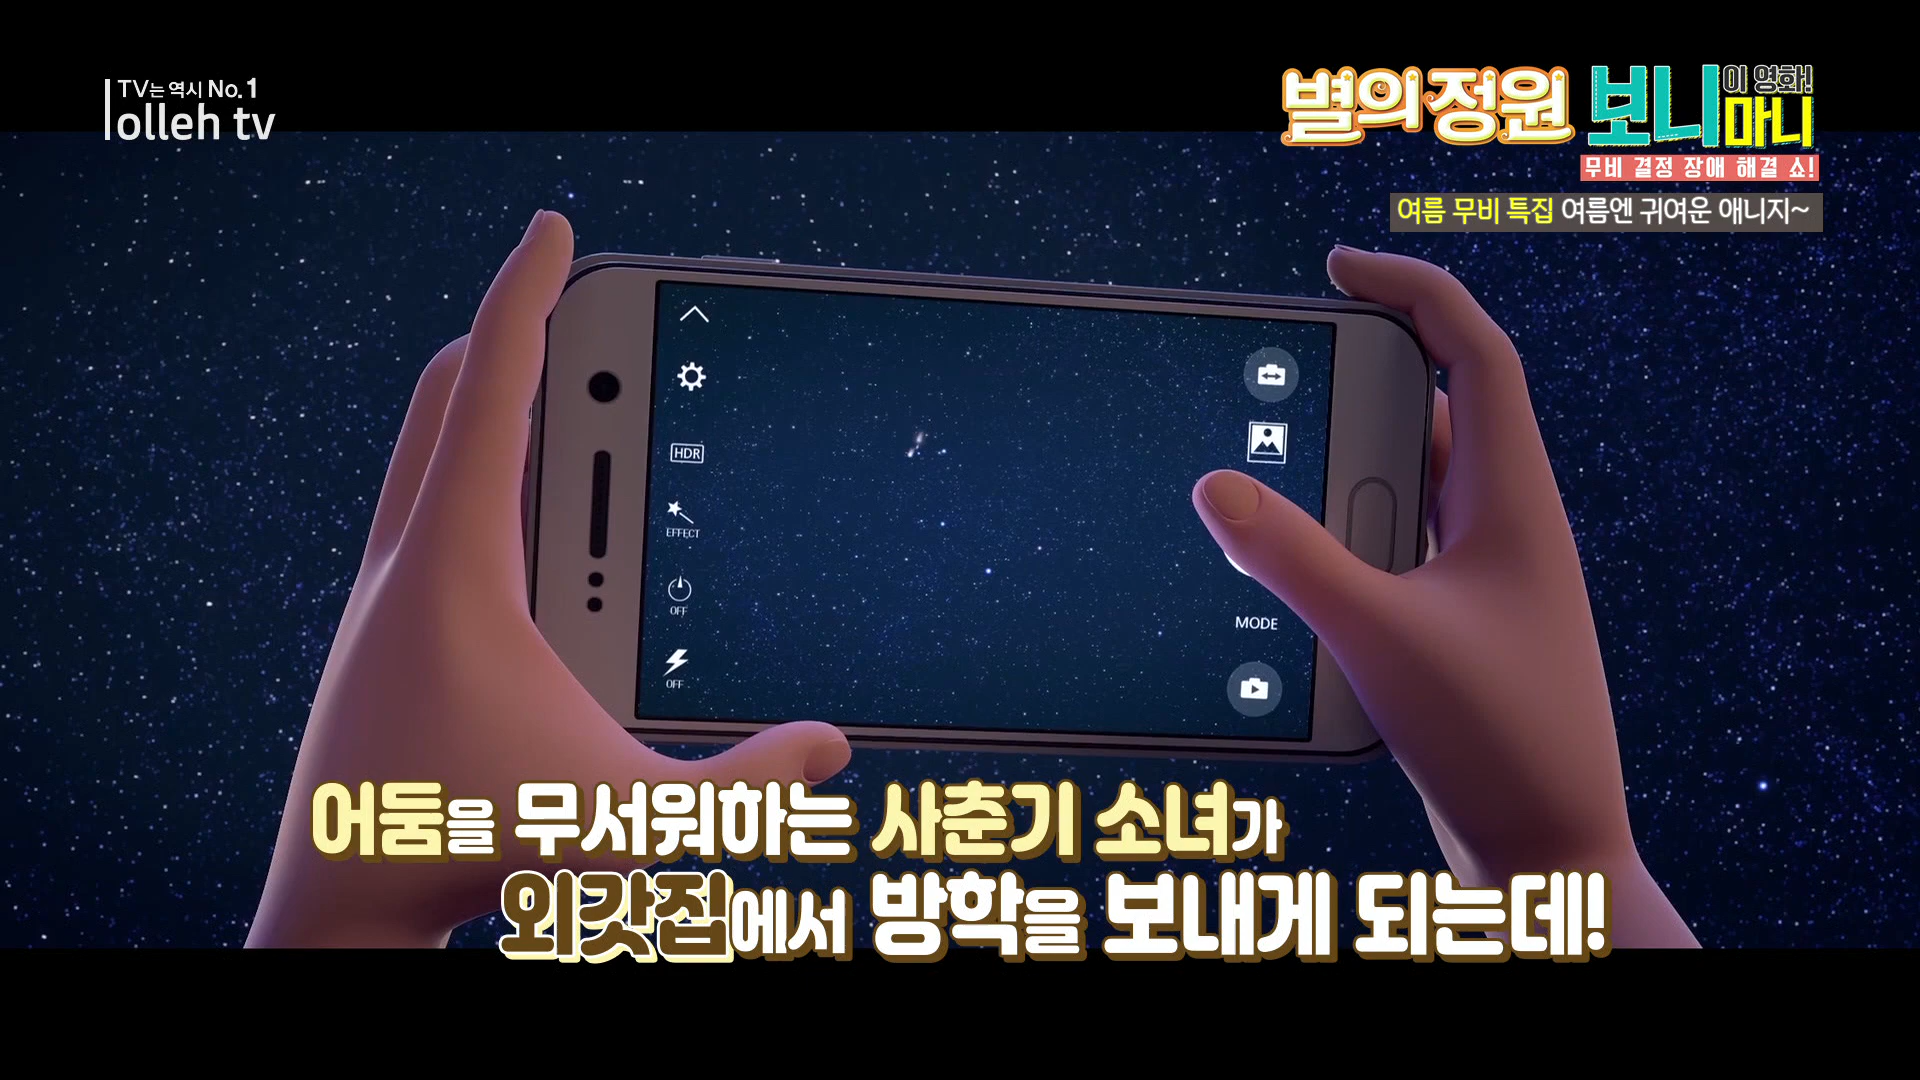 TV는 역시 No.1
olleh tv
별의정원 보니 이 영화! 마니
무비 결정 장애 해결 쇼!
여름 무비 특집 여름엔 귀여운 애니지~
HDR
EFFECT
OFF
OFF
MODE
어둠을 무서워하는 사춘기 소녀가
외갓집에서 방학을 보내게 되는데!